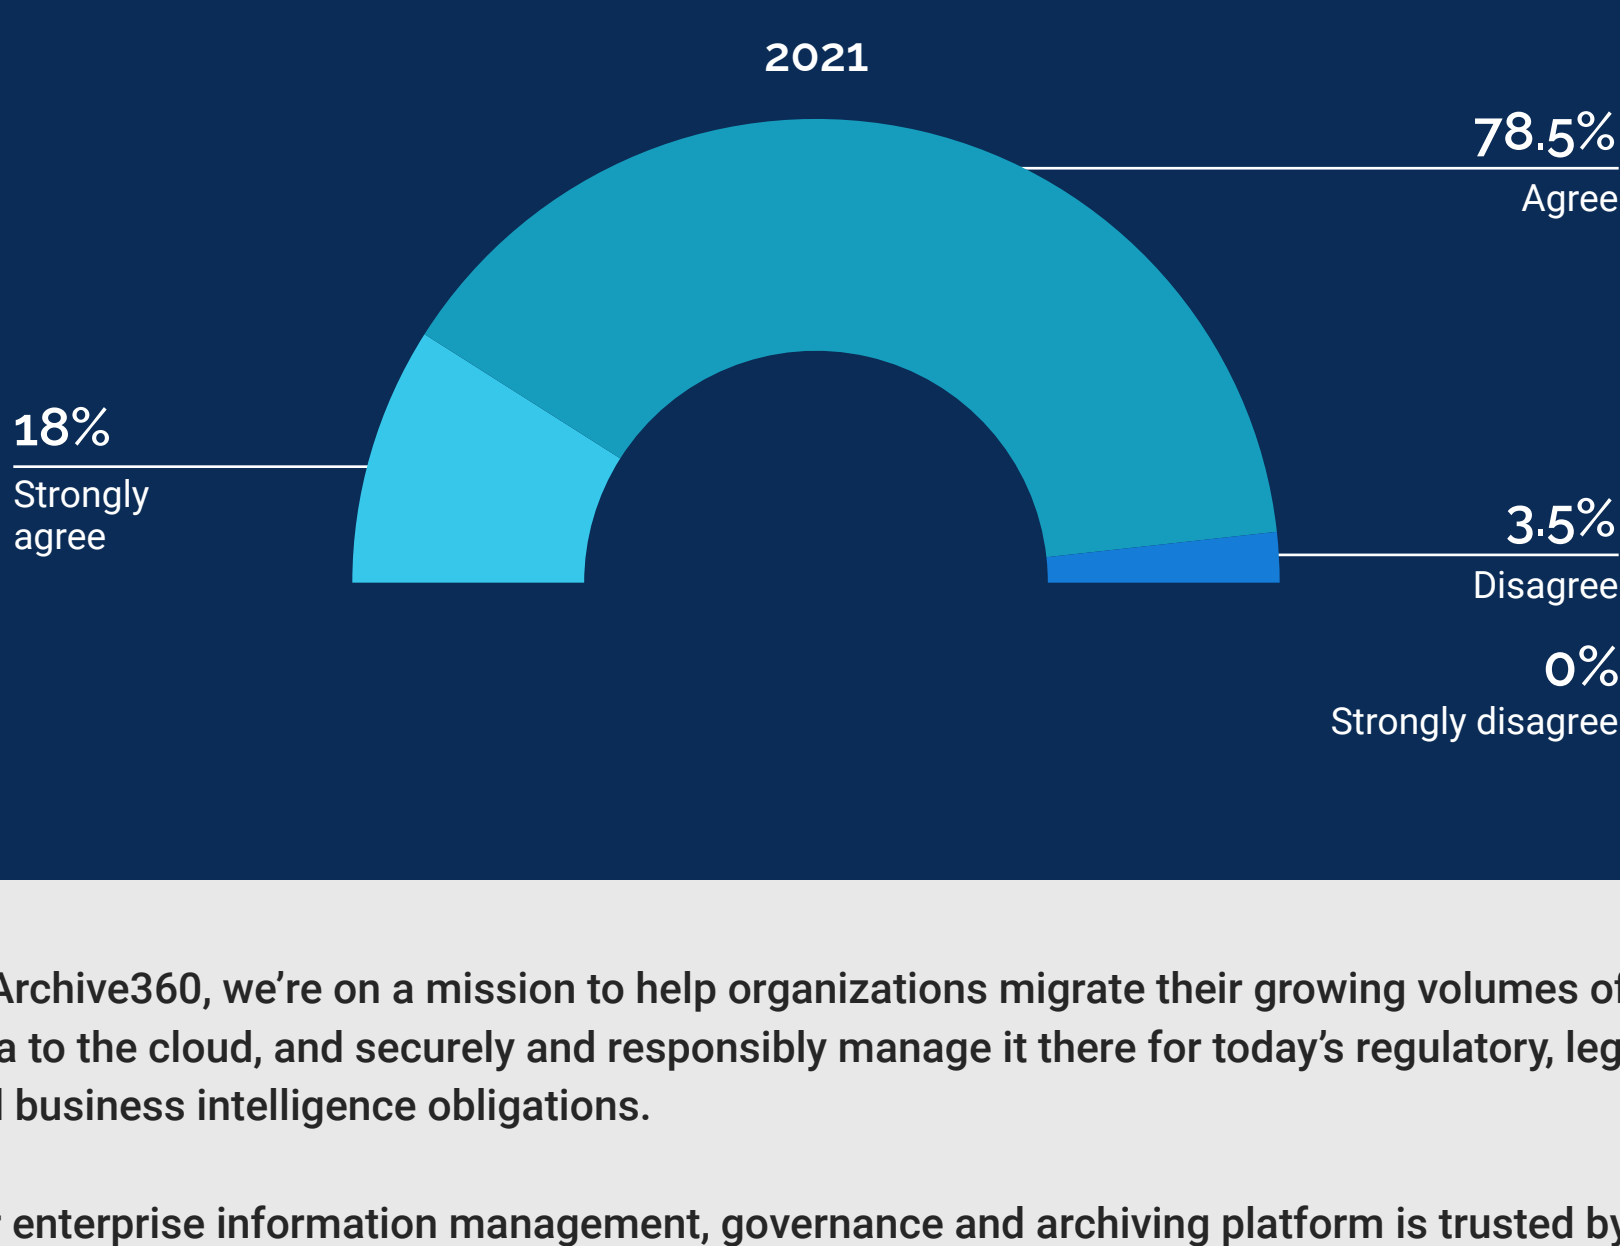 2021
78.5%
Agree
18%
Strongly
agree
3.5%
Disagree
0%
Strongly disagree
Archive360, we’re on a mission to help organizations migrate their growing volumes of
to the cloud, and securely and responsibly manage it there for today’s regulatory,
business intelligence obligations.
enterprise information management, governance and archiving platform is trusted by